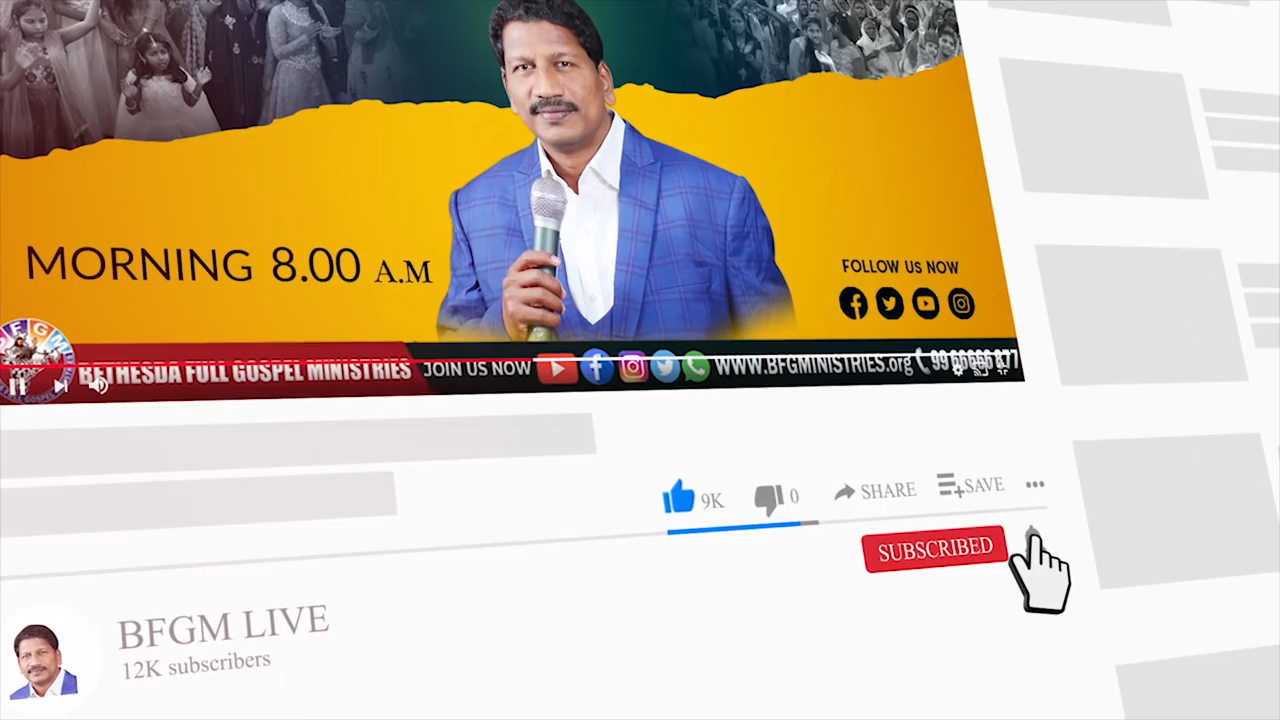 MORNING 8.00 A.M
FOLLOW US NOW
BETHESDA FULL GOSPEL MINISTRIES
JOIN US NOW
WWW.BFGMINISTRIES.org
9K
0
SHARE
SAVE
SUBSCRIBED
BFGM LIVE
12K subscribers